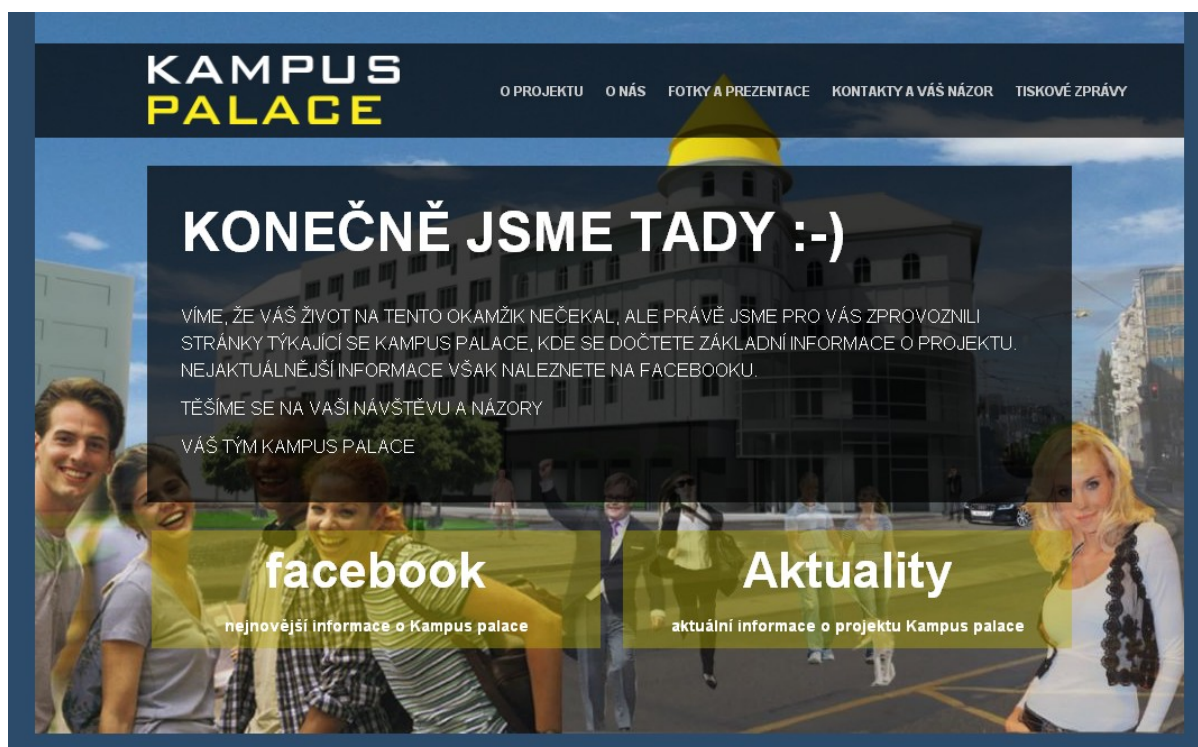 KAMPUS
PALACE
O PROJEKTU O NÁS FOTKY A PREZENTACE KONTAKTY A VÁŠ NÁZOR TISKOVÉ ZPRÁVY
KONEČNĚ JSME TADY :-)
VÍME, ŽE VÁŠ ŽIVOT NA TENTO OKAMŽIK NEČEKAL, ALE PRÁVĚ JSME PRO VÁS ZPROVOZNILI
STRÁNKY TÝKAJÍCÍ SE KAMPUS PALACE, KDE SE DOČTETE ZÁKLADNÍ INFORMACE O PROJEKTU.
NEJAKTUÁLNĚJŠÍ INFORMACE VŠAK NALEZNETE NA FACEBOOKU.
TĚŠÍME SE NA VAŠI NÁVŠTĚVU A NÁZORY
VÁŠ TÝM KAMPUS PALACE
facebook
nejnovější informace o Kampus palace
Aktuality
aktuální informace o projektu Kampus palace